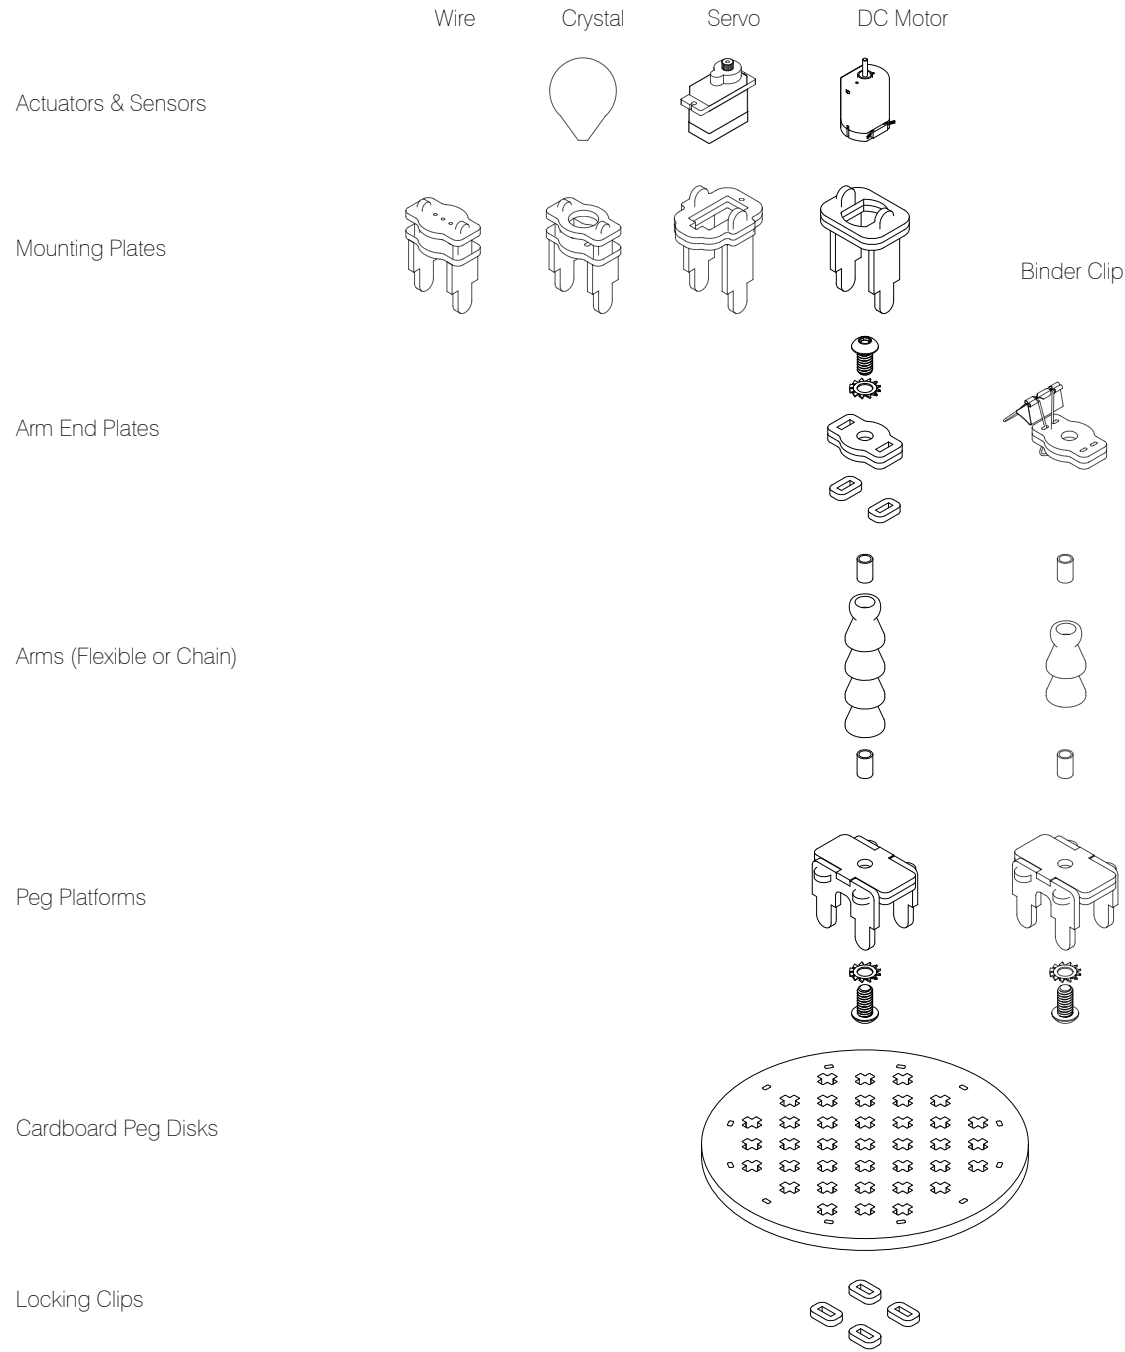 Wire Crystal Servo DC Motor
Actuators & Sensors
Mounting Plates
Binder Clip
Arm End Plates
Arms (Flexible or Chain)
Peg Platforms
Cardboard Peg Disks
Locking Clips